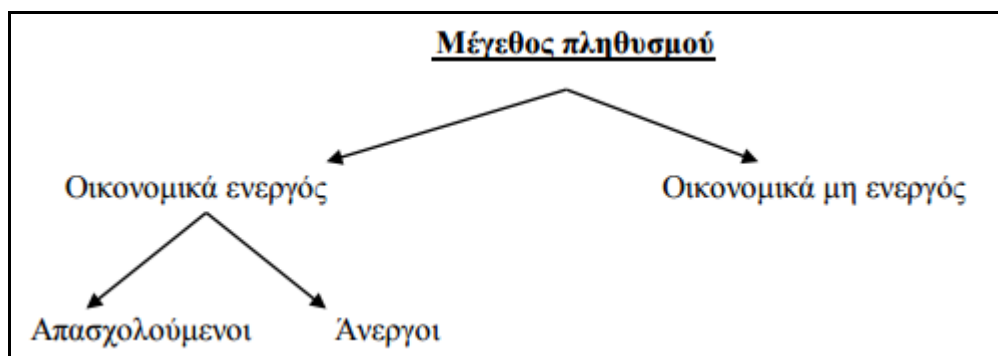 Μέγεθος πληθυσμού
Οικονομικά ενεργός
Οικονομικά μη ενεργός
Απασχολούμενοι
Άνεργοι